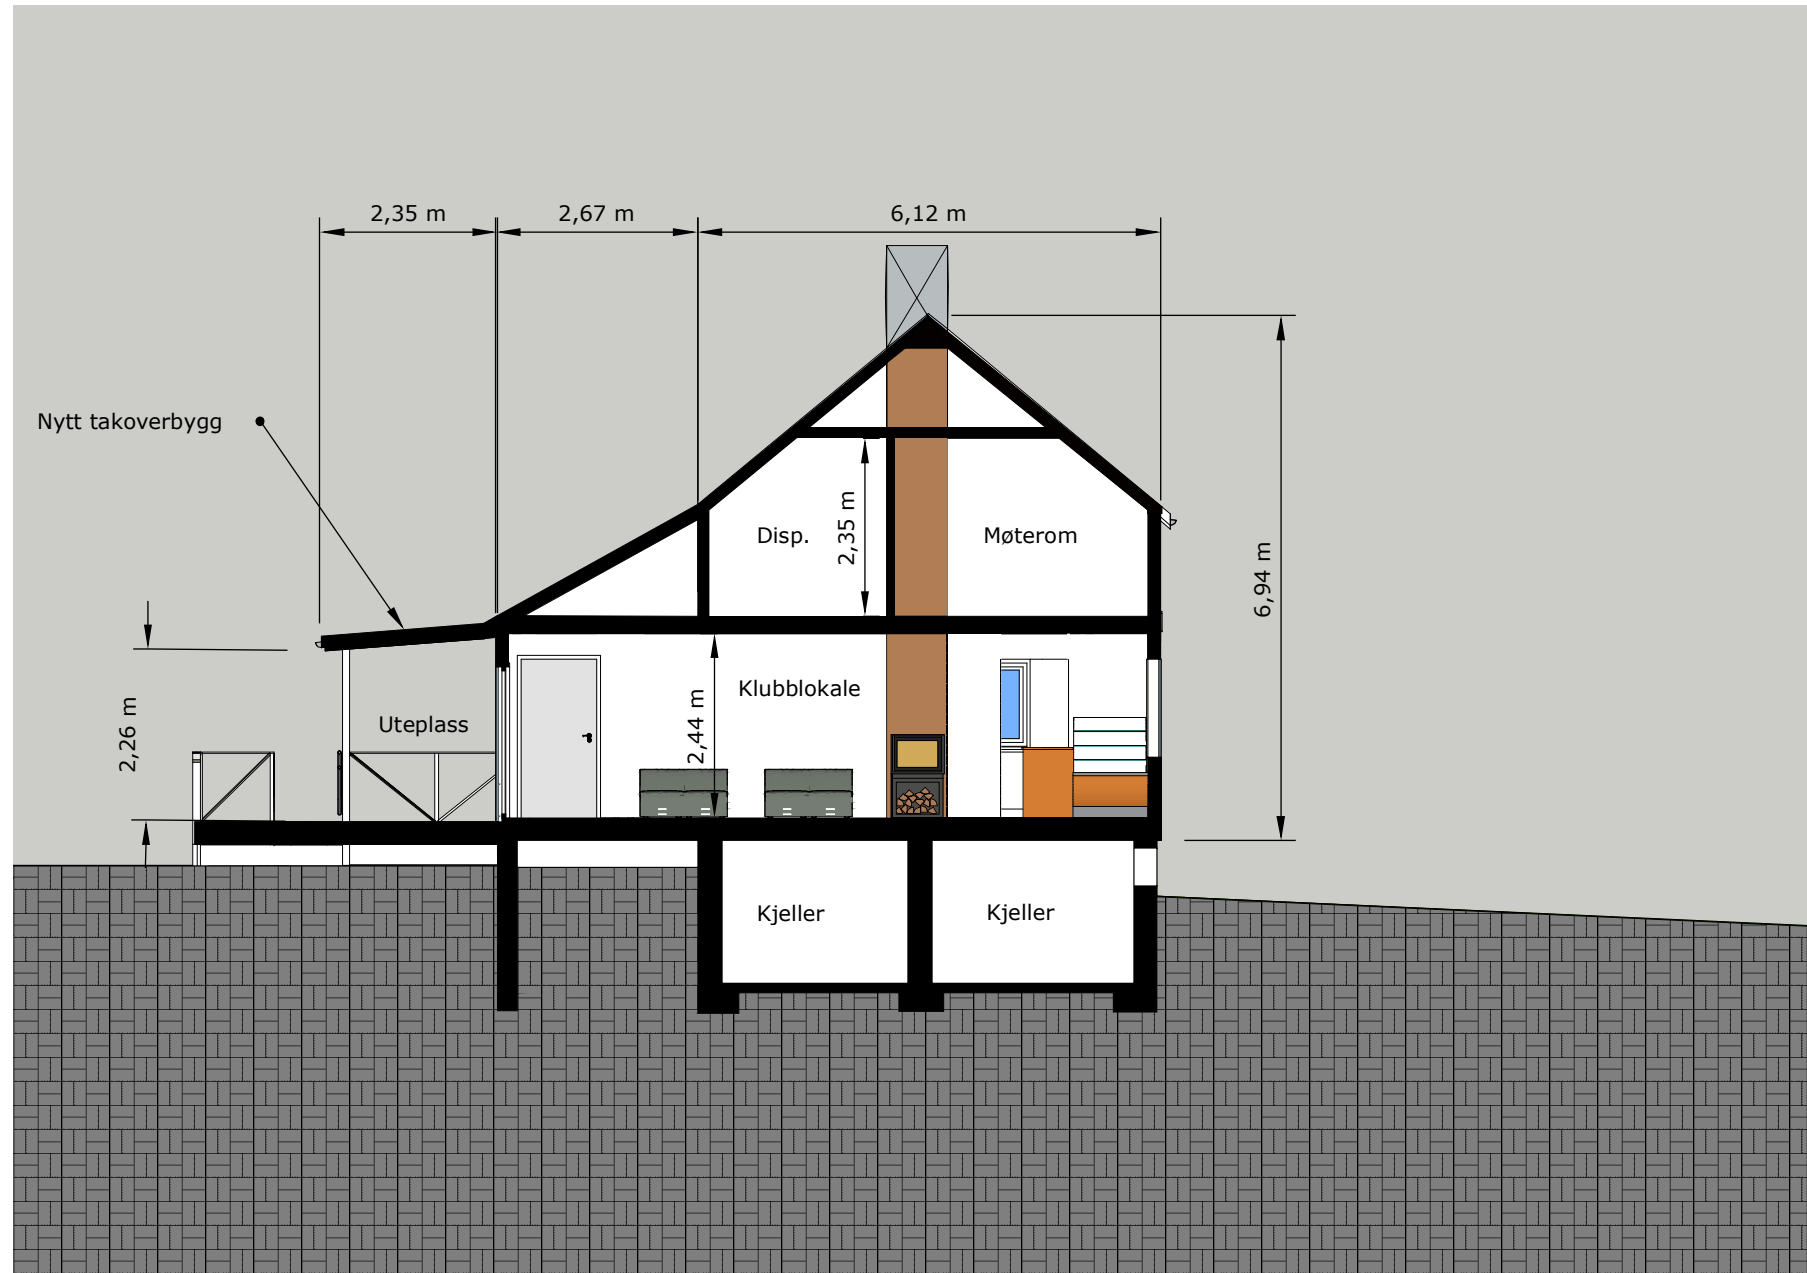 2,35 m
2,67 m
6,12 m
Nytt takoverbygg
Disp.
2,35 m
Møterom
6,94 m
Klubblokale
2,44 m
Uteplass
2,26 m
Kjeller
Kjeller